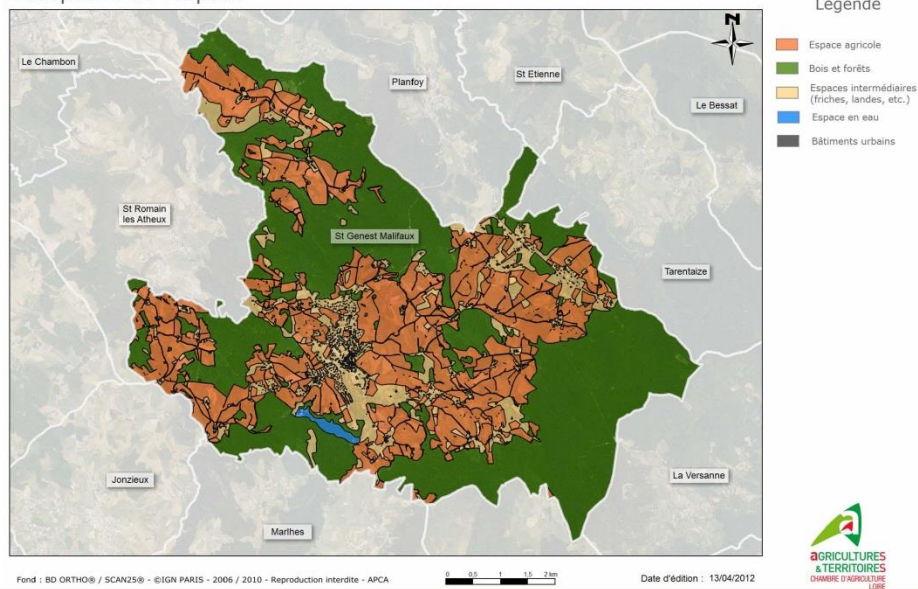 Légende
N
Le Chambon
Planfoy
St Etienne
Le Bessat
St Romain
les Atheux
St Genest Malifaux
Tarentaize
Jonzieux
La Versanne
Marlhes
Espace agricole
Bois et forêts
Espaces intermédiaires
(friches, landes, etc.)
Espace en eau
Bâtiments urbains
Fond : BD ORTHO® / SCAN25® - ©IGN PARIS - 2006 / 2010 - Reproduction interdite - APCA
0 0,5 1 1,5 2 km
Date d'édition : 13/04/2012
a
aGRICULTURES
& TERRITOIRES
CHAMBRE D'AGRICULTURE
LOIRE